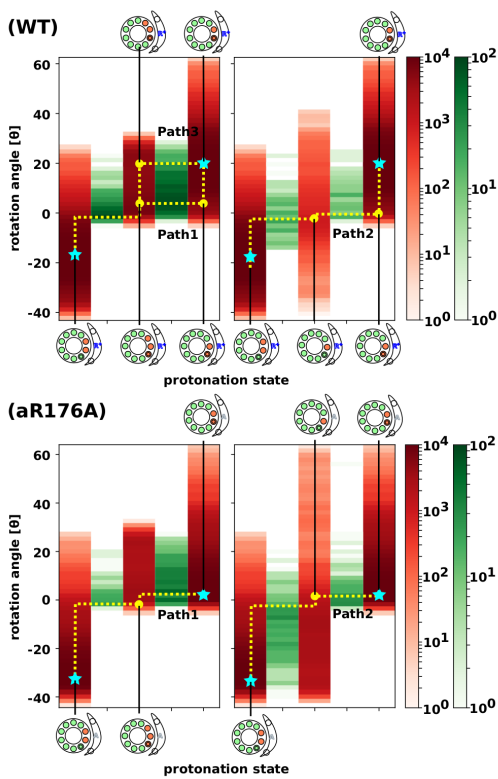 (WT)
R⁺ R⁺ R⁺
60 10⁴ 10²
rotation angle [θ]
40
Path3
10³
20
10² 10¹
0
Path1 Path2
-20
10¹
-40 10⁰ 10⁰
R⁺ R⁺ R⁺ R⁺ R⁺ R⁺
protonation state
(aR176A)
60 10⁴ 10²
rotation angle [θ]
40
10³
20
10² 10¹
0
Path1 Path2
-20
10¹
-40 10⁰ 10⁰
protonation state